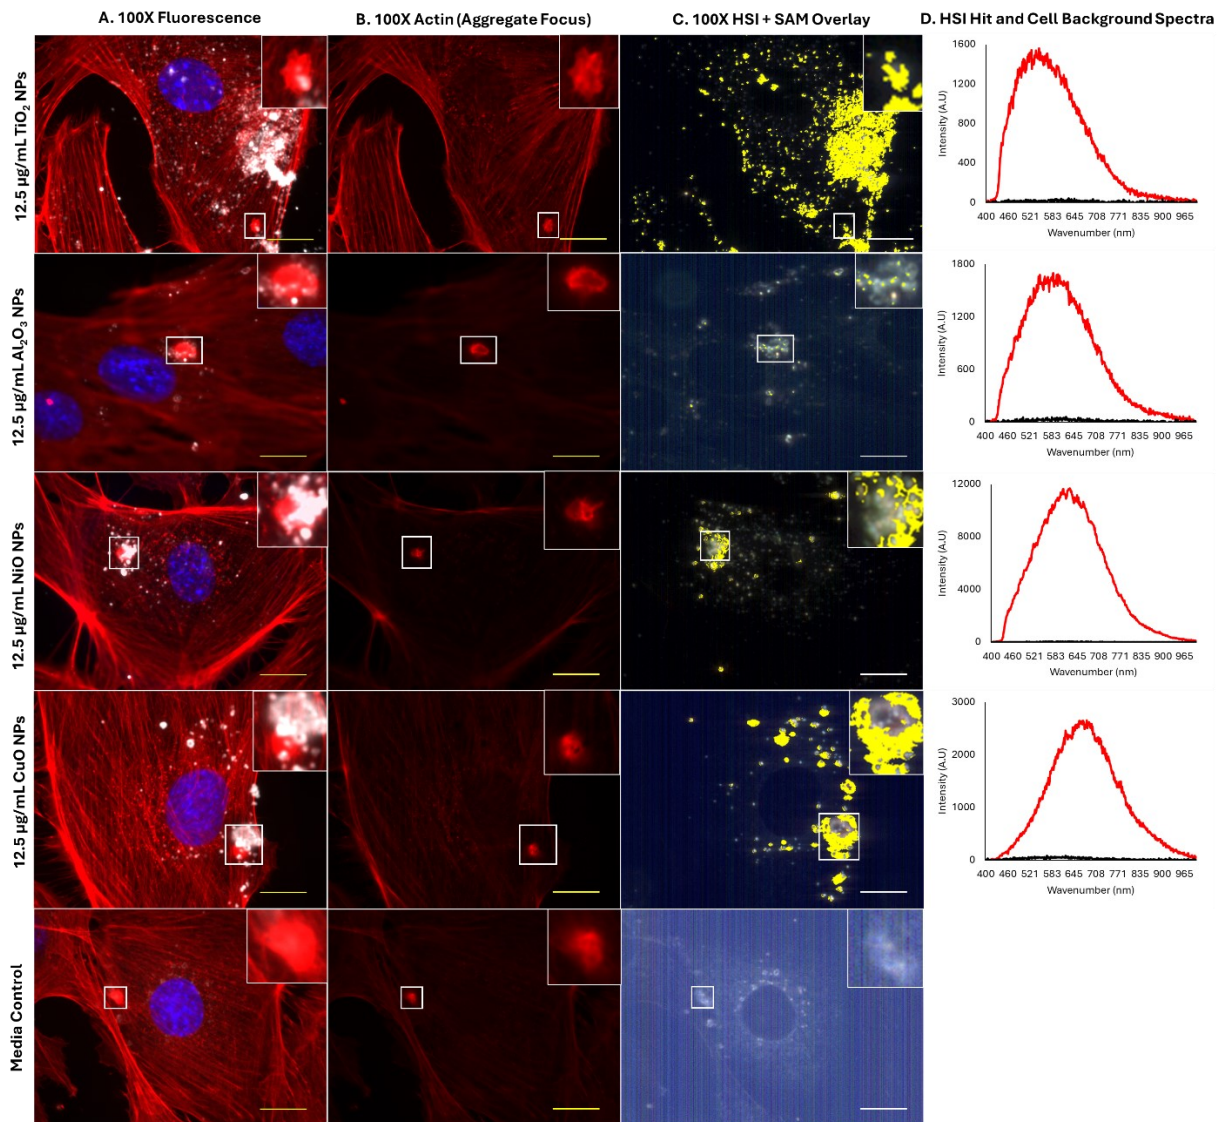 A. 100X Fluorescence
B. 100X Actin (Aggregate Focus)
C. 100X HSI + SAM Overlay
D. HSI Hit and Cell Background Spectra
12.5 µg/mL TiO₂ NPs
1600
1200
800
400
0
Intensity (A.U)
400 460 521 583 645 708 771 835 900 965
Wavenumber (nm)
12.5 µg/mL Al₂O₃ NPs
1800
1200
600
0
Intensity (A.U)
400 460 521 583 645 708 771 835 900 965
Wavenumber (nm)
12.5 µg/mL NiO NPs
12000
8000
4000
0
Intensity (A.U)
400 460 521 583 645 708 771 835 900 965
Wavenumber (nm)
12.5 µg/mL CuO NPs
3000
2000
1000
0
Intensity (A.U)
400 460 521 583 645 708 771 835 900 965
Wavenumber (nm)
Media Control